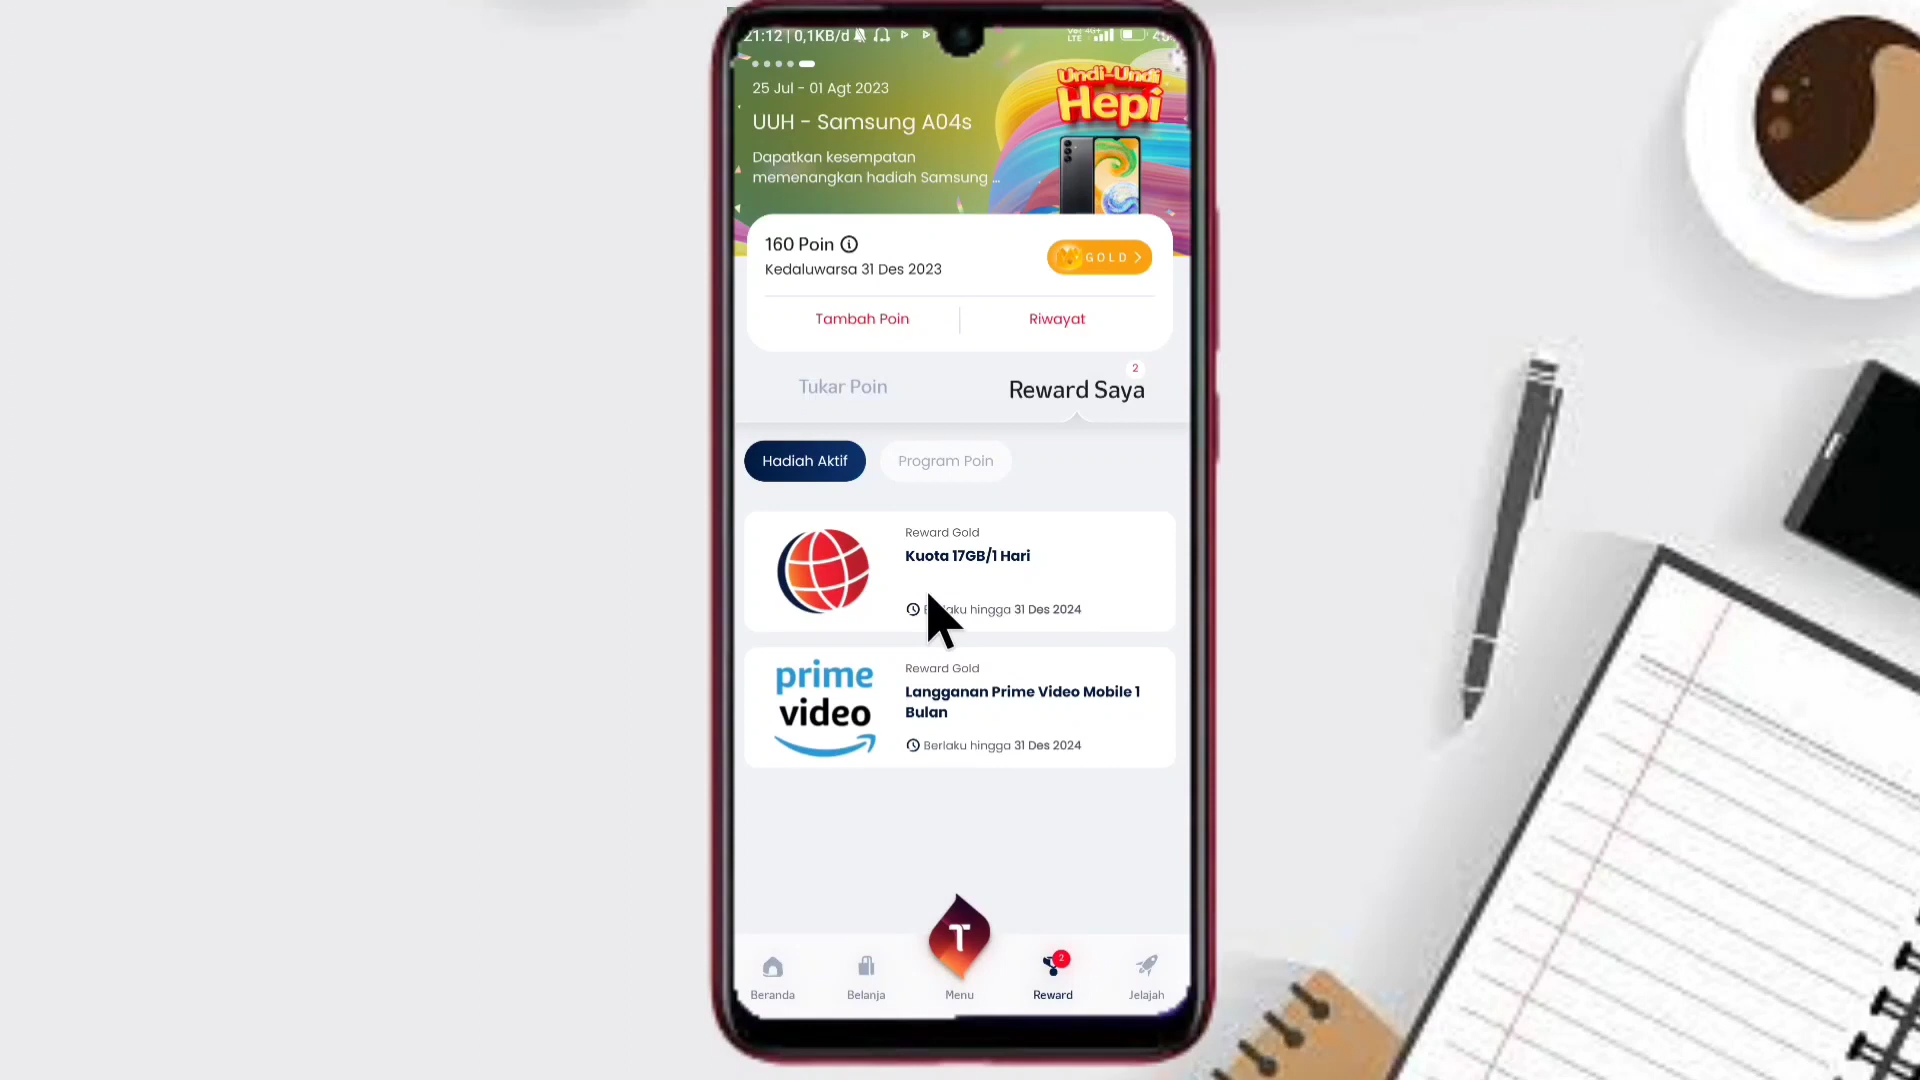 21:12 | 0,1KB/d
LTE
25 Jul - 01 Agt 2023
Undi-Undi
Hepi
UUH - Samsung A04s
Dapatkan kesempatan
memenangkan hadiah Samsung ...
160 Poin
GOLD
Kedaluwarsa 31 Des 2023
Tambah Poin
Riwayat
2
Tukar Poin
Reward Saya
Hadiah Aktif
Program Poin
Reward Gold
Kuota 17GB/1 Hari
hingga 31 Des 2024
prime
video
Reward Gold
Langganan Prime Video Mobile 1
Bulan
Berlaku hingga 31 Des 2024
T
2
Beranda
Belanja
Menu
Reward
Jelajah